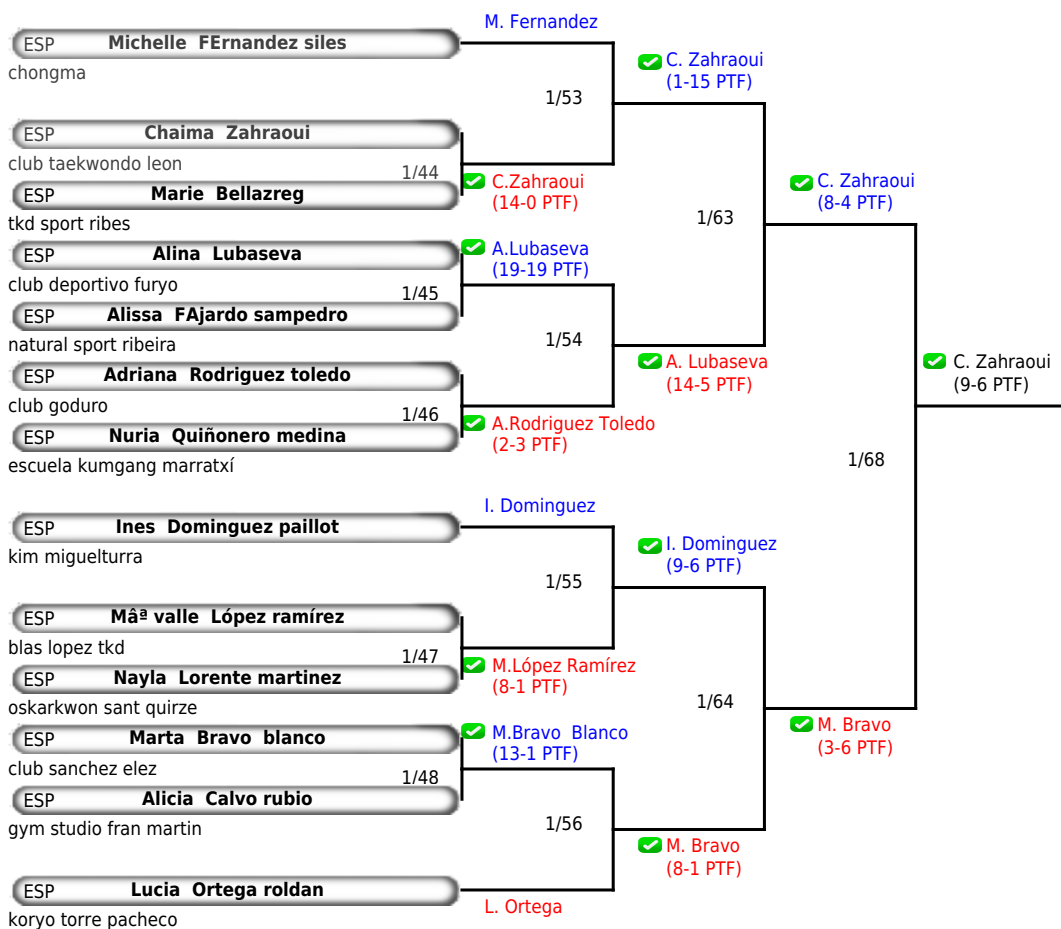 M. Fernandez
ESP Michelle FErnandez siles
chongma
C. Zahraoui
(1-15 PTF)
1/53
ESP Chaima Zahraoui
club taekwondo leon
1/44
ESP Marie Bellazreg
tkd sport ribes
C.Zahraoui
(14-0 PTF)
C. Zahraoui
(8-4 PTF)
1/63
ESP Alina Lubaseva
club deportivo furyo
A.Lubaseva
(19-19 PTF)
1/45
ESP Alissa FAjardo sampedro
natural sport ribeira
1/54
ESP Adriana Rodriguez toledo
club goduro
A. Lubaseva
(14-5 PTF)
C. Zahraoui
(9-6 PTF)
1/46
ESP Nuria Quiñonero medina
escuela kumgang marratxí
A.Rodriguez Toledo
(2-3 PTF)
1/68
I. Dominguez
ESP Ines Dominguez paillot
kim miguelturra
I. Dominguez
(9-6 PTF)
1/55
ESP Mâª valle López ramírez
blas lopez tkd
1/47
ESP Nayla Lorente martinez
oskarkwon sant quirze
M.López Ramírez
(8-1 PTF)
1/64
ESP Marta Bravo blanco
club sanchez elez
M.Bravo Blanco
(13-1 PTF)
M. Bravo
(3-6 PTF)
1/48
ESP Alicia Calvo rubio
gym studio fran martin
1/56
M. Bravo
(8-1 PTF)
ESP Lucia Ortega roldan
koryo torre pacheco
L. Ortega